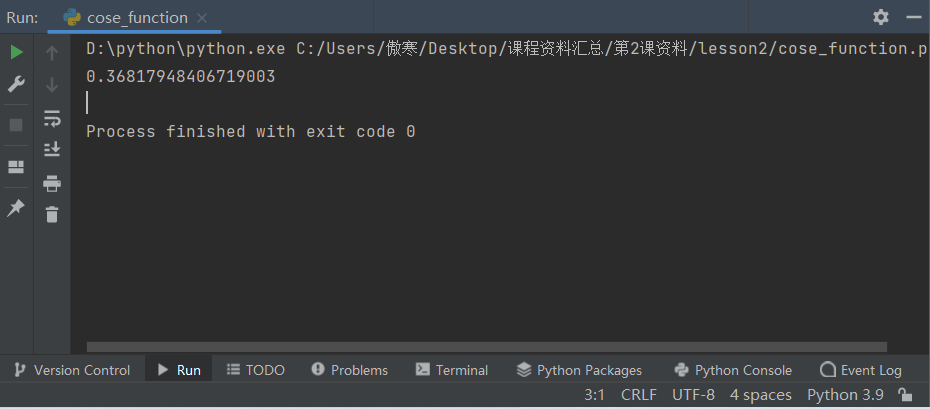 Run: cose_function
D:\python\python.exe C:/Users/傲寒/Desktop/课程资料汇总/第2课资料/lesson2/cose_function.p
0.36817948406719003
Process finished with exit code 0
Version Control Run TODO Problems Terminal Python Packages Python Console Event Log
3:1 CRLF UTF-8 4 spaces Python 3.9